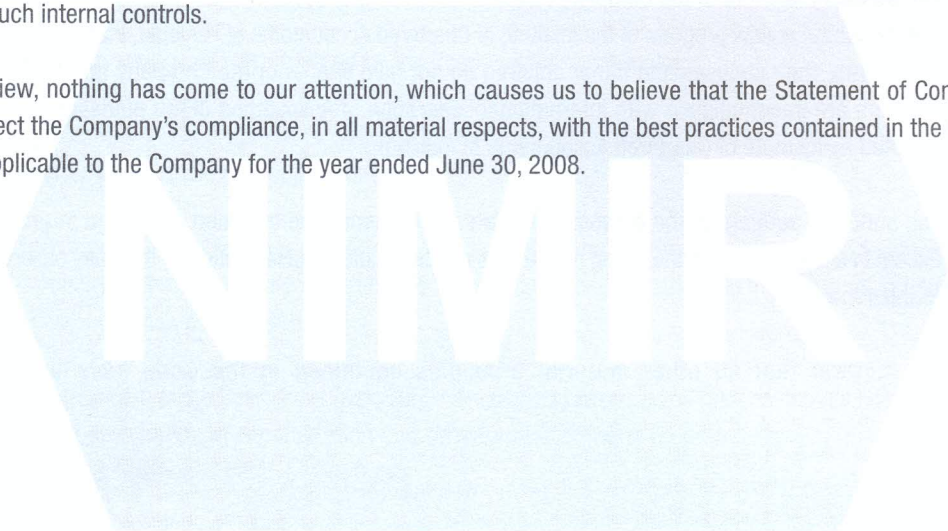 uch internal controls.
iew, nothing has come to our attention, which causes us to believe that the Statement of Cor
ect the Company's compliance, in all material respects, with the best practices contained in the
pplicable to the Company for the year ended June 30, 2008.
NIMIR